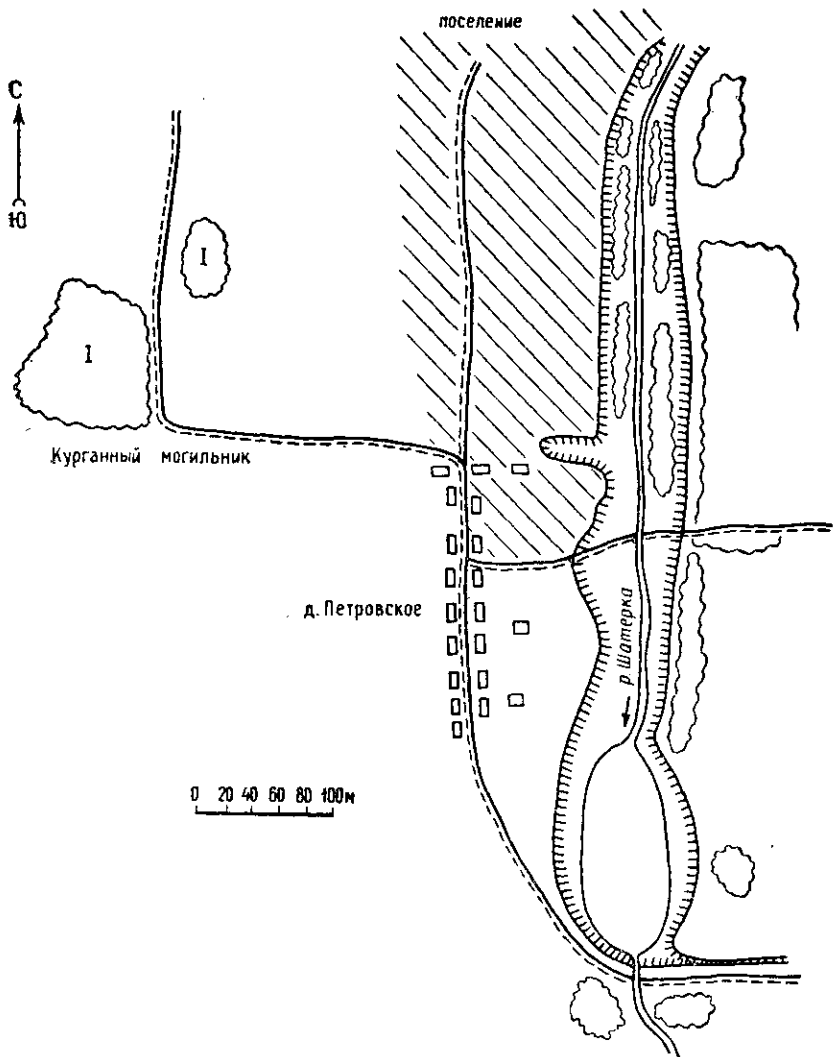 поселение
С
Ю
I
I
Курганный могильник
д. Петровское
р Шатерка
0 20 40 60 80 100м